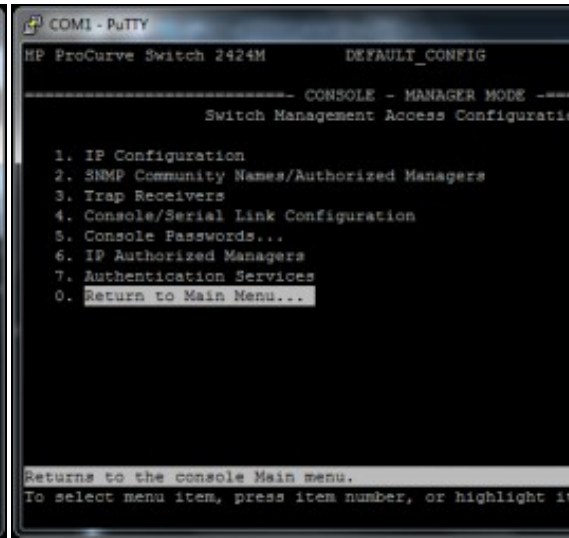 COM1 - PuTTY
HP ProCurve Switch 2424M DEFAULT_CONFIG
===========================- CONSOLE - MANAGER MODE -==
Switch Management Access Configuratio
1. IP Configuration
2. SNMP Community Names/Authorized Managers
3. Trap Receivers
4. Console/Serial Link Configuration
5. Console Passwords...
6. IP Authorized Managers
7. Authentication Services
0. Return to Main Menu...
Returns to the console Main menu.
To select menu item, press item number, or highlight it